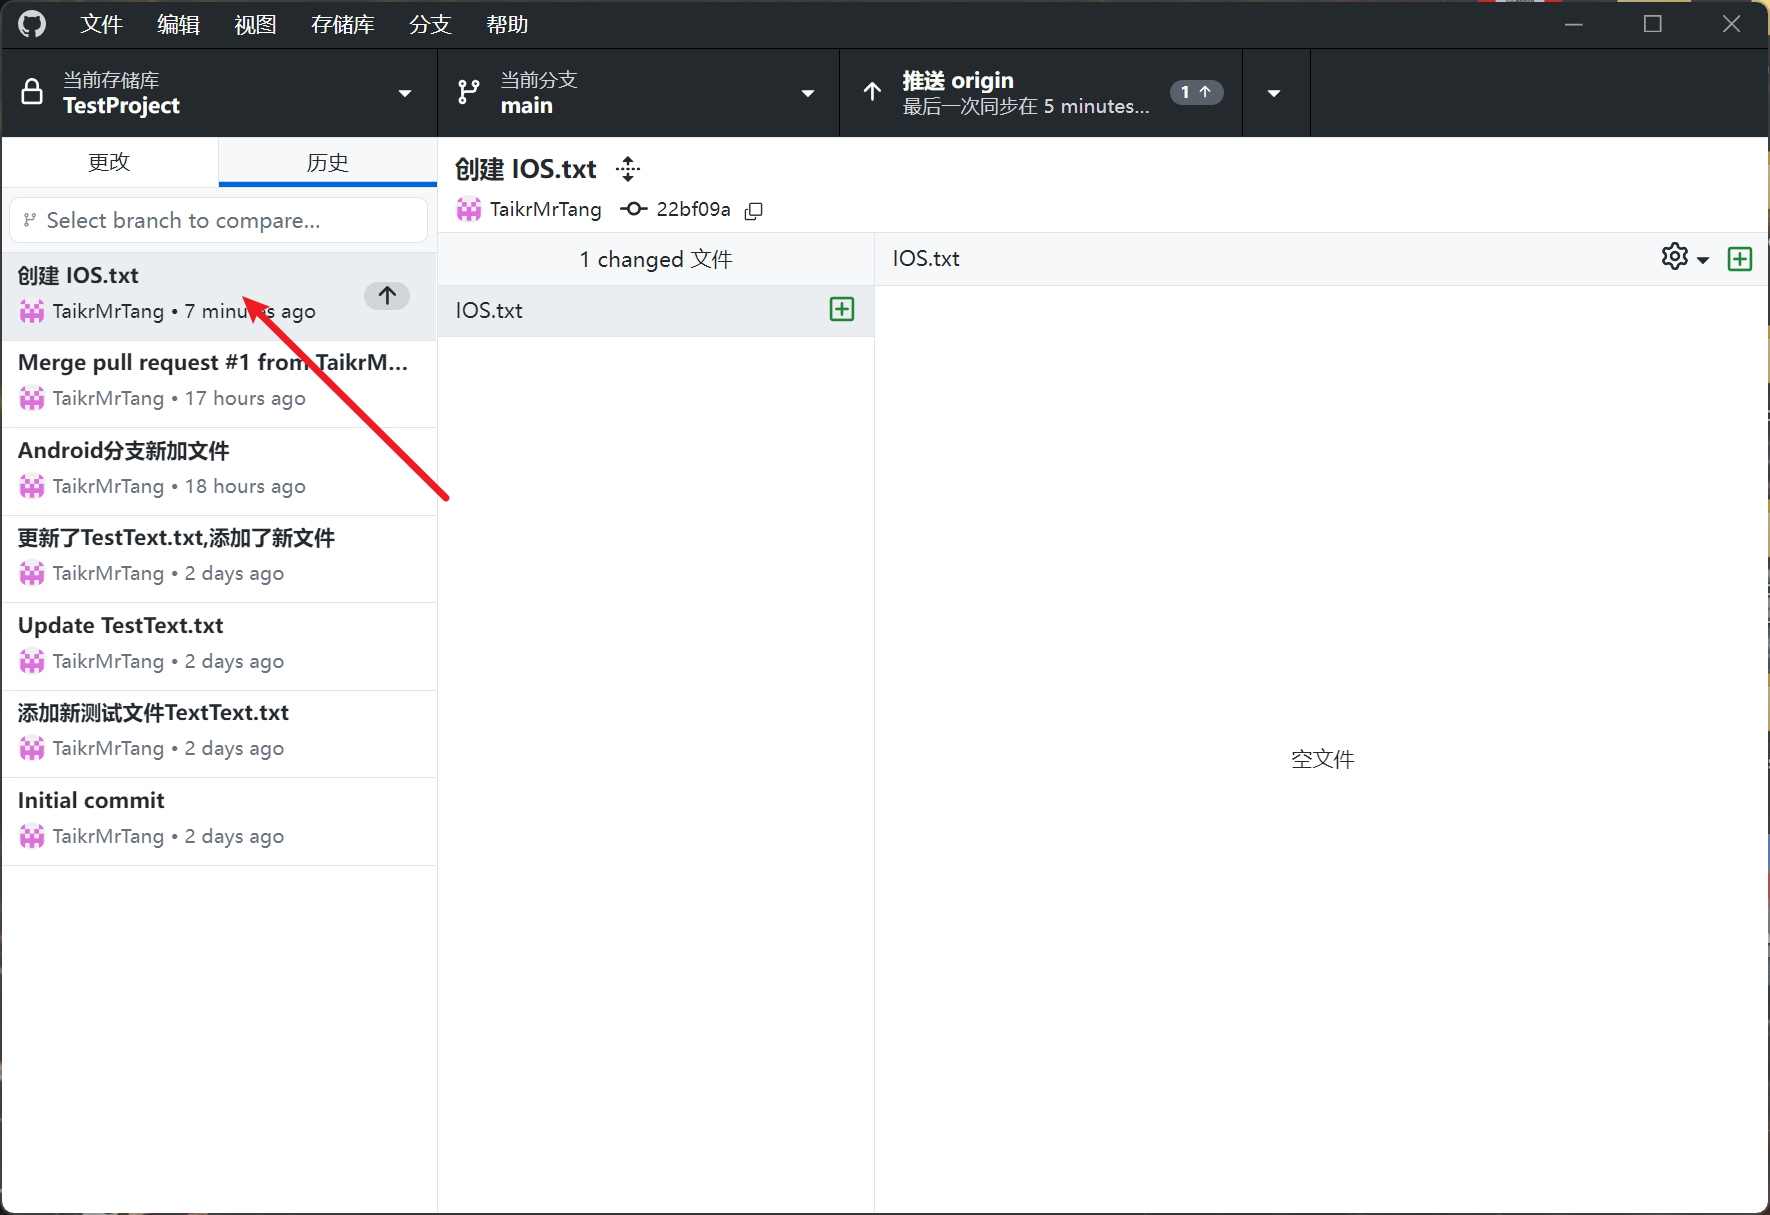 文件 编辑 视图 存储库 分支 帮助
当前存储库
TestProject
当前分支
main
推送 origin
最后一次同步在 5 minutes...
1
更改
历史
Select branch to compare...
创建 IOS.txt
TaikrMrTang • 7 minutes ago
Merge pull request #1 from TaikrM...
TaikrMrTang • 17 hours ago
Android分支新加文件
TaikrMrTang • 18 hours ago
更新了TestText.txt,添加了新文件
TaikrMrTang • 2 days ago
Update TestText.txt
TaikrMrTang • 2 days ago
添加新测试文件TextText.txt
TaikrMrTang • 2 days ago
Initial commit
TaikrMrTang • 2 days ago
创建 IOS.txt
TaikrMrTang 22bf09a
1 changed 文件
IOS.txt
IOS.txt
空文件